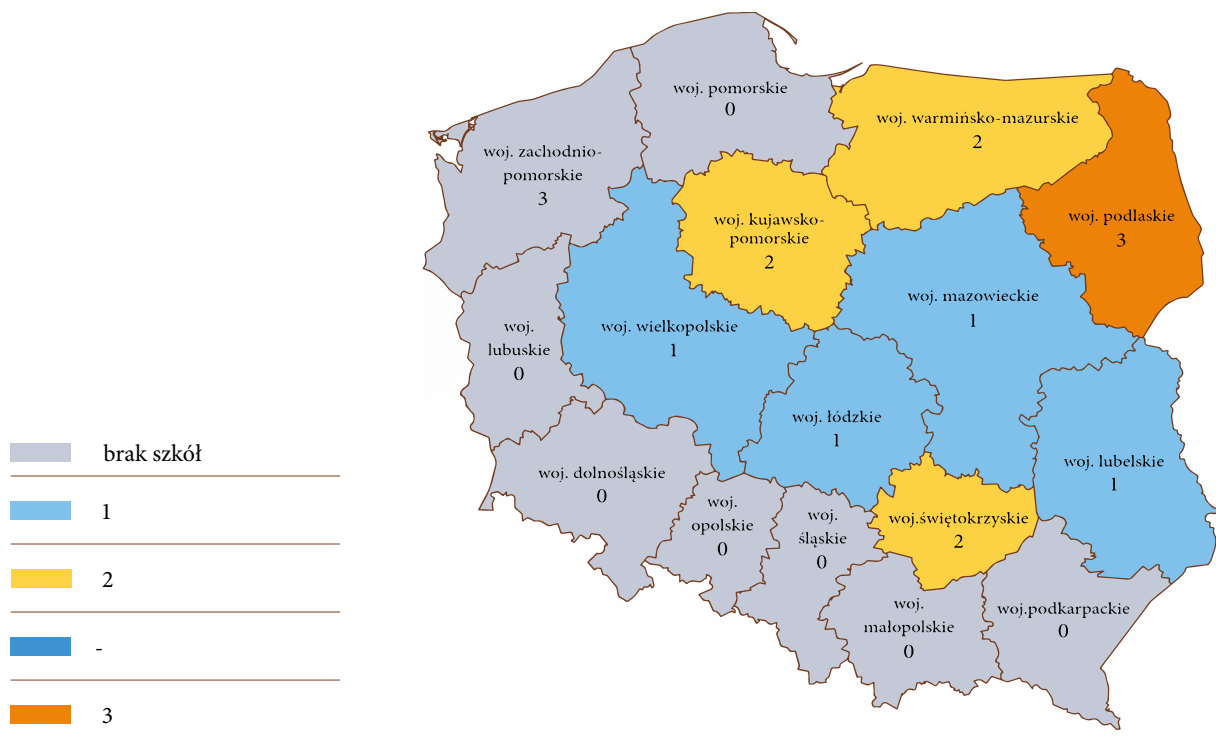 woj. pomorskie
0
woj. warmińsko-mazurskie
2
woj. zachodnio-
pomorskie
3
woj. kujawsko-
pomorskie
2
woj. podlaskie
3
woj. mazowieckie
1
woj. wielkopolskie
1
woj.
lubuskie
0
woj. łódzkie
1
woj. lubelskie
1
woj. dolnośląskie
0
woj.
opolskie
0
woj.
śląskie
0
woj.świętokrzyskie
2
woj.
małopolskie
0
woj.podkarpackie
0
brak szkół
1
2
-
3